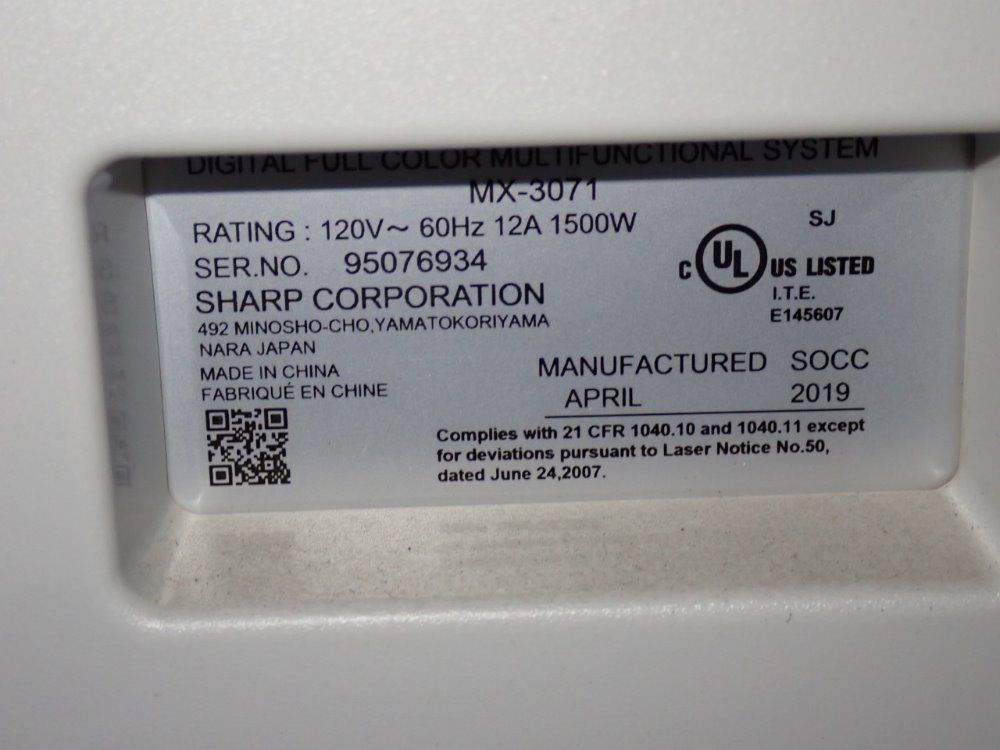 DIGITAL FULL COLOR MULTIFUNCTIONAL SYSTEM
MX-3071
RATING : 120V～ 60Hz 12A 1500W
SER.NO. 95076934
SHARP CORPORATION
492 MINOSHO-CHO,YAMATOKORIYAMA
NARA JAPAN
MADE IN CHINA
FABRIQUÉ EN CHINE
SJ
C UL US LISTED
I.T.E.
E145607
MANUFACTURED SOCC
APRIL 2019
Complies with 21 CFR 1040.10 and 1040.11 except
for deviations pursuant to Laser Notice No.50,
dated June 24,2007.